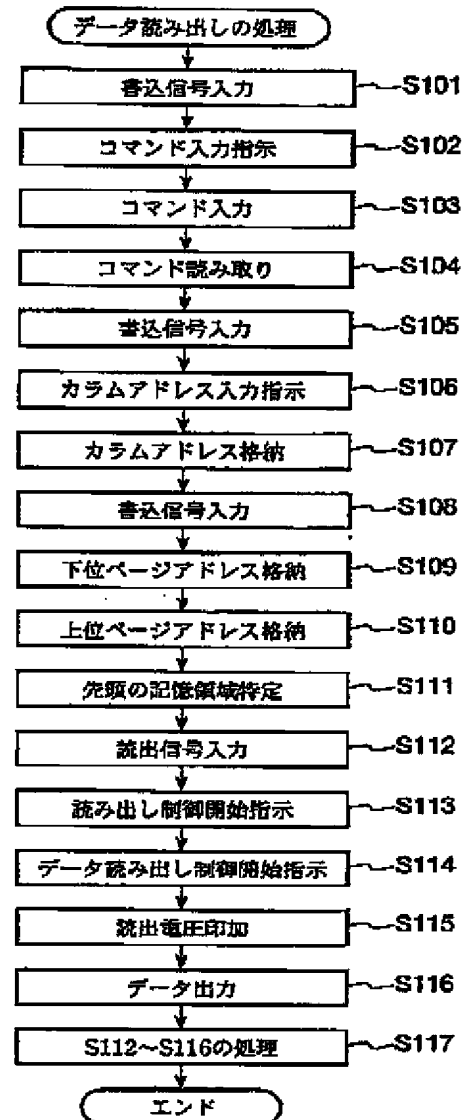 データ読み出しの処理
書込信号入力 S101
コマンド入力指示 S102
コマンド入力 S103
コマンド読み取り S104
書込信号入力 S105
カラムアドレス入力指示 S106
カラムアドレス格納 S107
書込信号入力 S108
下位ページアドレス格納 S109
上位ページアドレス格納 S110
先頭の記憶領域特定 S111
読出信号入力 S112
読み出し制御開始指示 S113
データ読み出し制御開始指示 S114
読出電圧印加 S115
データ出力 S116
S112~S116の処理 S117
エンド